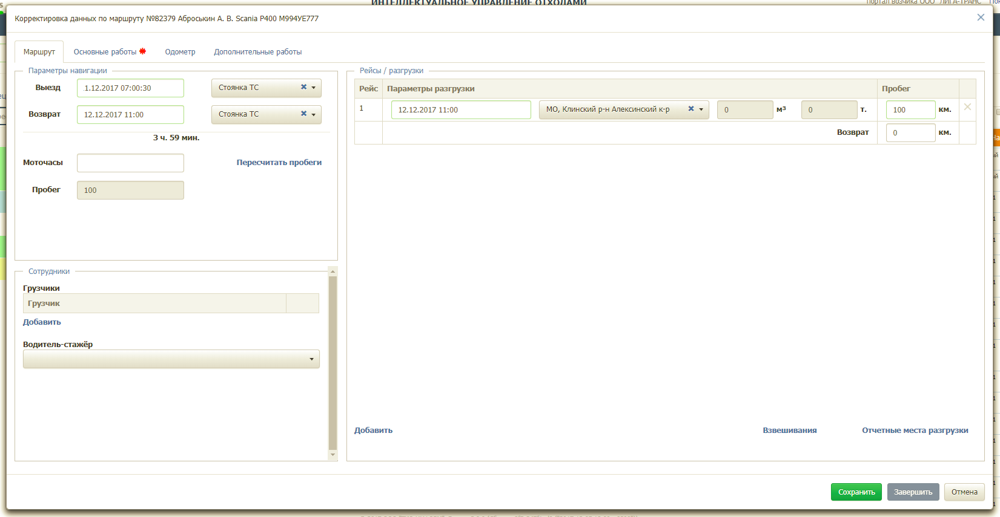 ИНТЕЛЛЕКТУАЛЬНОЕ УПРАВЛЕНИЕ ОТХОДАМИ
портал возчика ООО "ЛИГА-ТРАНС"
Корректировка данных по маршруту №82379 Аброськин А. В. Scania P400 М994УЕ777
Маршрут
Основные работы
Одометр
Дополнительные работы
Параметры навигации
Выезд
.1.12.2017 07:00:30
Стоянка ТС
Возврат
12.12.2017 11:00
Стоянка ТС
3 ч. 59 мин.
Моточасы
Пересчитать пробеги
Пробег
100
Сотрудники
Грузчики
Грузчик
Добавить
Водитель-стажёр
Рейсы / разгрузки
Рейс
Параметры разгрузки
Пробег
1
12.12.2017 11:00
МО, Клинский р-н Алексинский к-р
0
м³
0
т.
100
км.
Возврат
0
км.
Добавить
Взвешивания
Отчетные места разгрузки
Сохранить
Завершить
Отмена